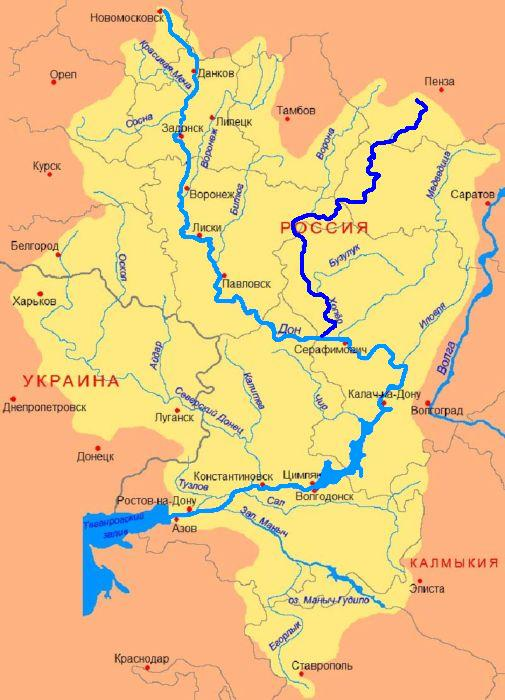 Новомосковск
Красивая Меча
Данков
Орел
Пенза
Сосна
Липецк
Задонск
Тамбов
Воронеж
Ворона
Медведица
Курск
Воронеж
Битюг
Саратов
Лиски
РОССИЯ
Белгород
Бузулук
Оскол
Павловск
Харьков
Хопёр
Иловля
Дон
Серафимович
Волга
Айдар
УКРАИНА
Калитва
Чир
Калач-на-Дону
Днепропетровск
Северский Донец
Волгоград
Луганск
Донецк
Константиновск
Цимлян
Тузлов
Волгодонск
Ростов-на-Дону
Сал
Таганровский
залив
Азов
Зап. Маныч
КАЛМЫКИЯ
Элиста
оз. Маныч-Гудило
Егорлык
Краснодар
Ставрополь